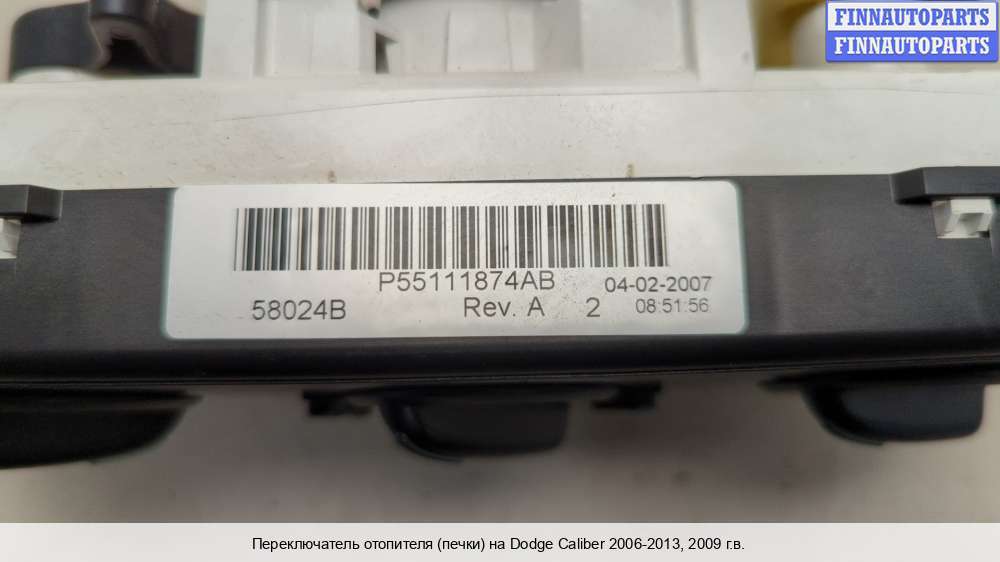 FINNAUTOPARTS
FINNAUTOPARTS
P55111874AB 04-02-2007
58024B Rev. A 2 08:51:56
Переключатель отопителя (печки) на Dodge Caliber 2006-2013, 2009 г.в.